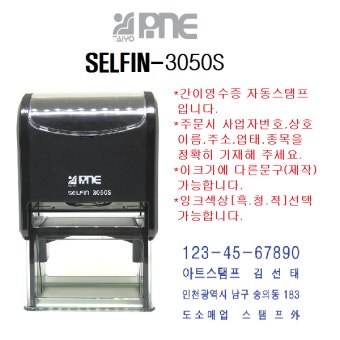 TAIYO PINE
SELFIN-3050S
*간이영수증 자동스탬프
입니다.
*주문시 사업자번호,상호
이름,주소,업태,종목을
정확히 기재해 주세요.
*이크기에 다른문구(제작)
가능합니다.
*잉크색상[흑.청.적]선택
가능합니다.
PINE
SELFIN 3050S
123-45-67890
아트스탬프 김선태
인천광역시 남구 숭의동 183
도소매업 스탬프외